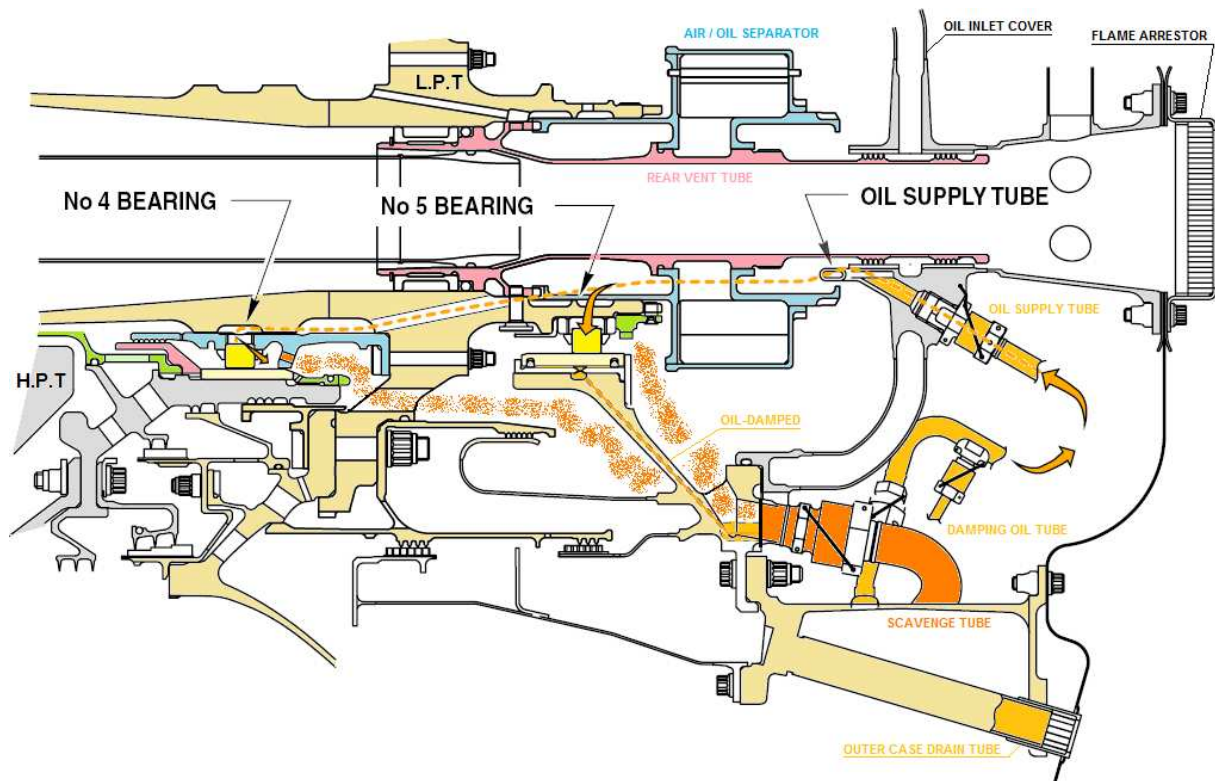 AIR / OIL SEPARATOR
OIL INLET COVER
FLAME ARRESTOR
L.P.T
REAR VENT TUBE
No 4 BEARING
No 5 BEARING
OIL SUPPLY TUBE
OIL SUPPLY TUBE
H.P.T
OIL-DAMPED
DAMPING OIL TUBE
SCAVENGE TUBE
OUTER CASE DRAIN TUBE